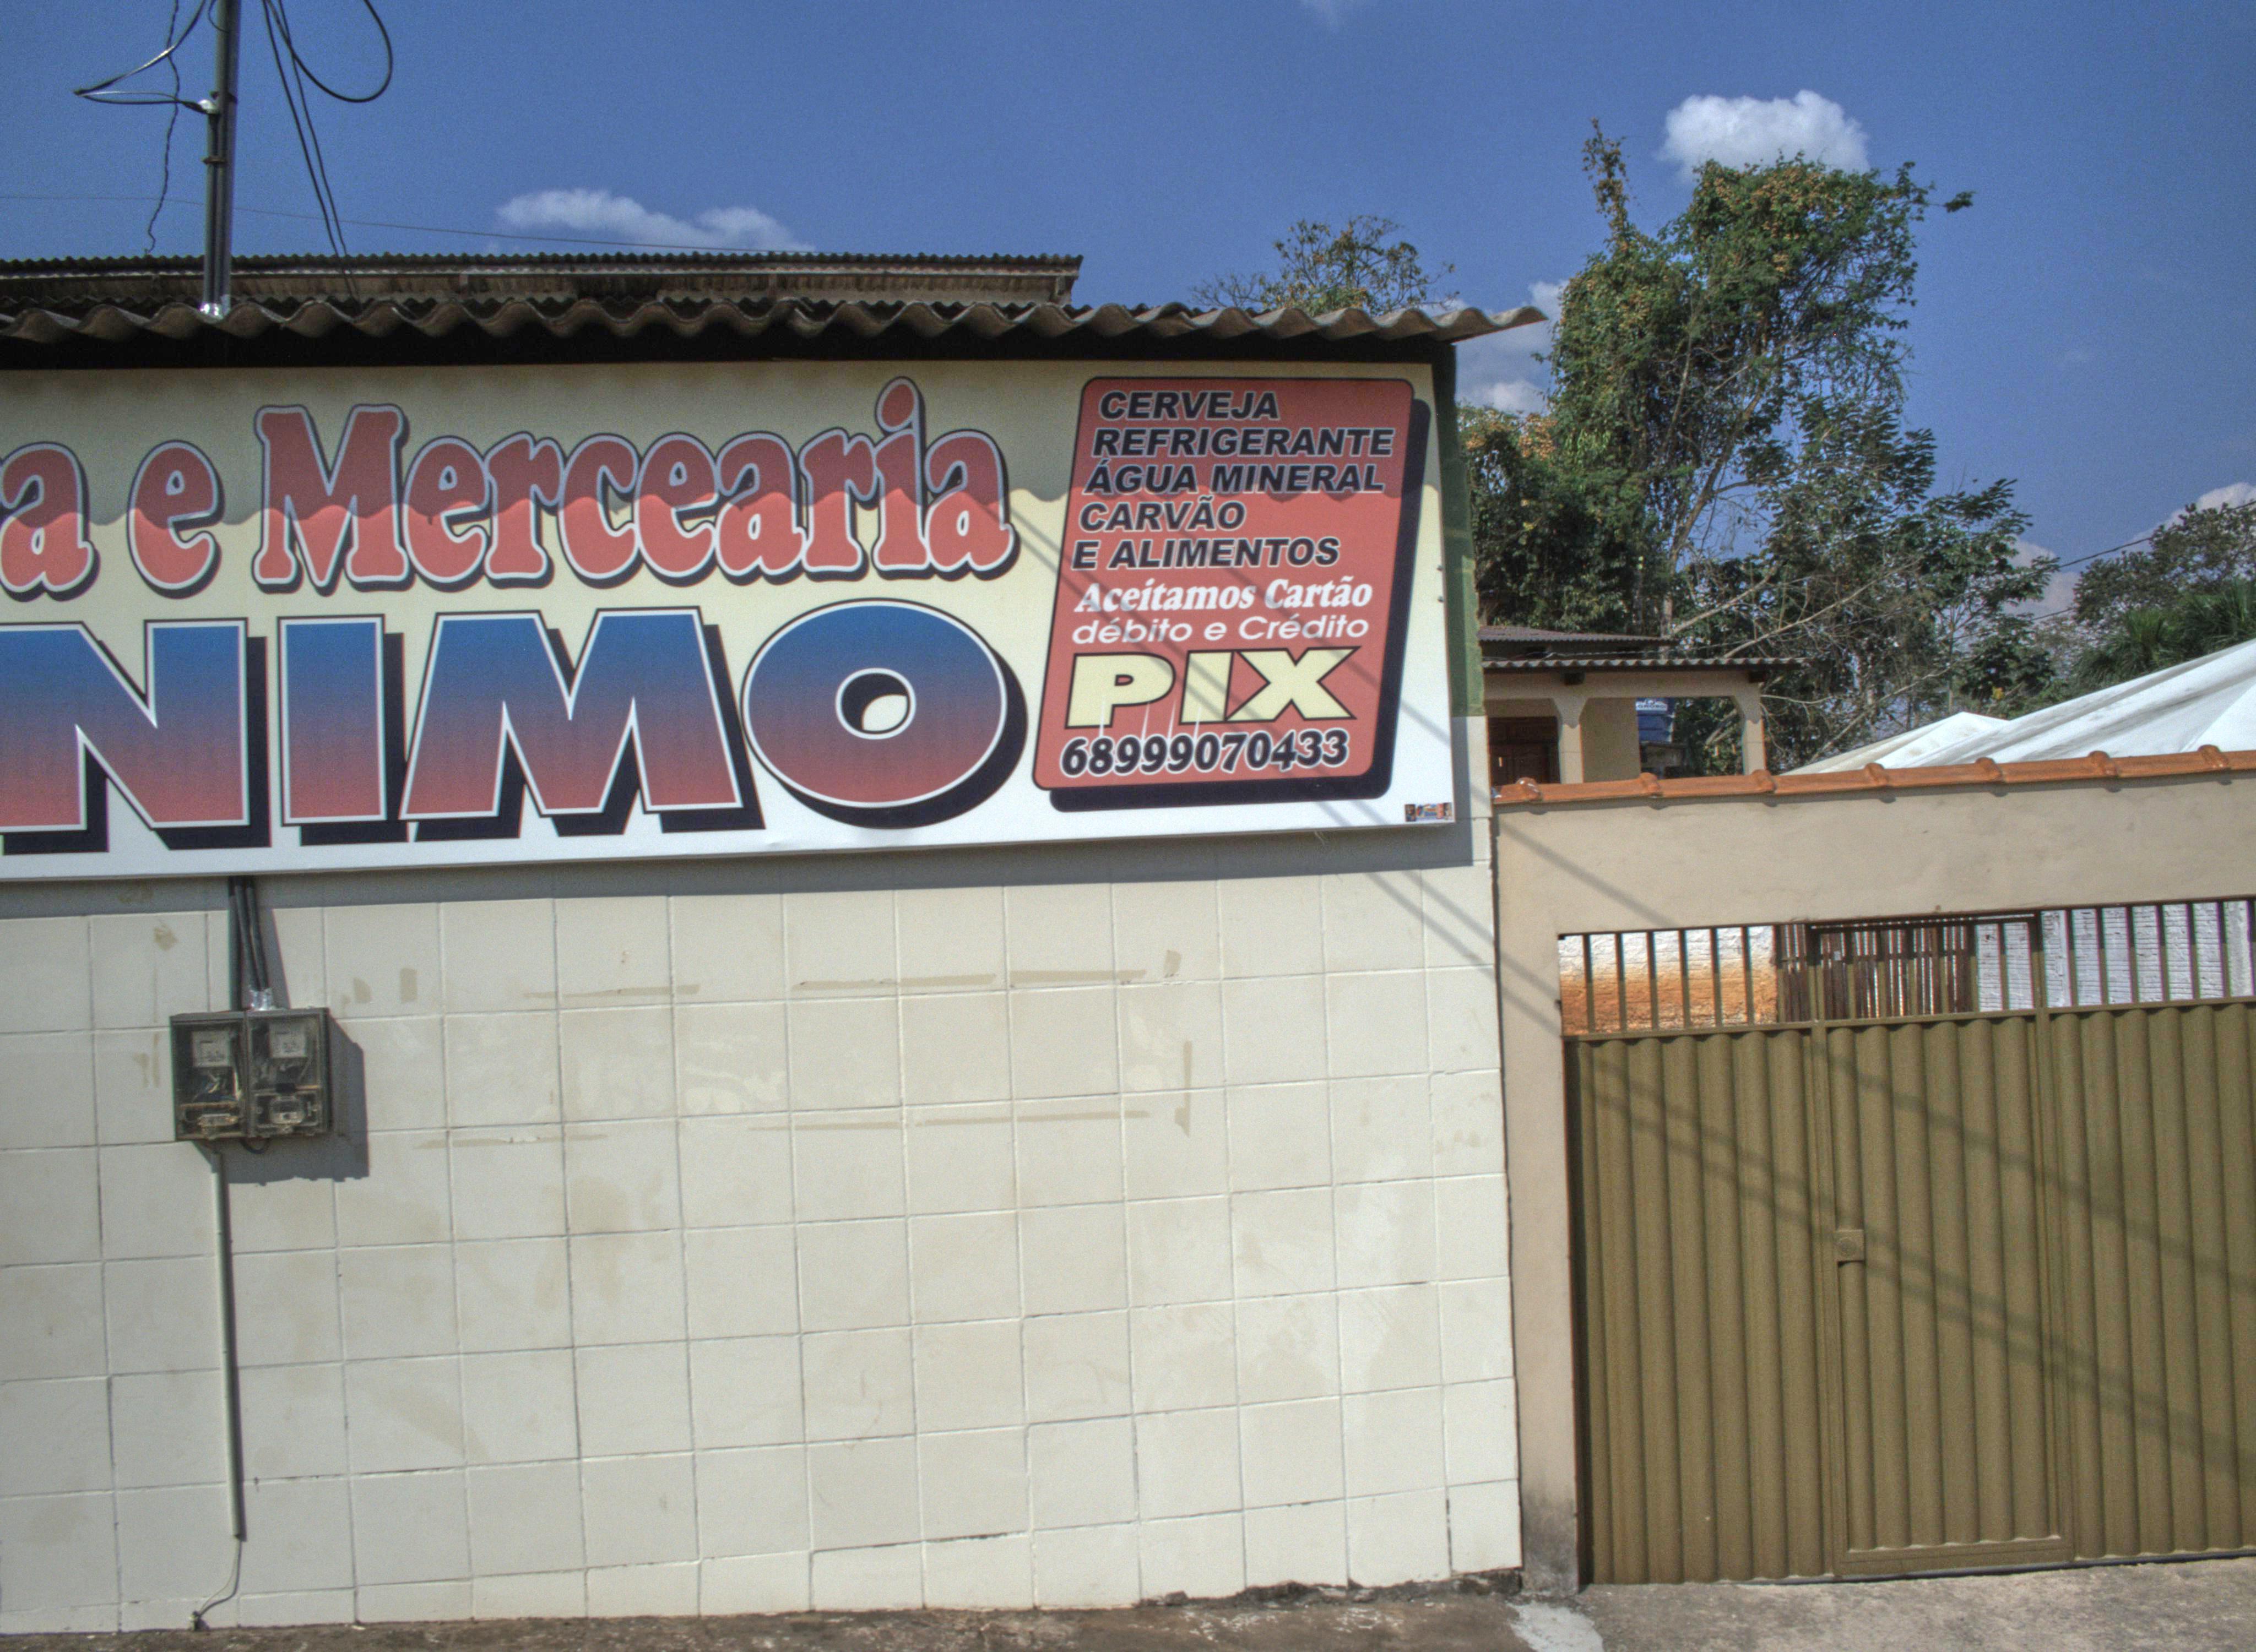 a e Mercearia
NIMO
CERVEJA
REFRIGERANTE
ÁGUA MINERAL
CARVÃO
E ALIMENTOS
Aceitamos Cartão
débito e Crédito
PIX
68999070433